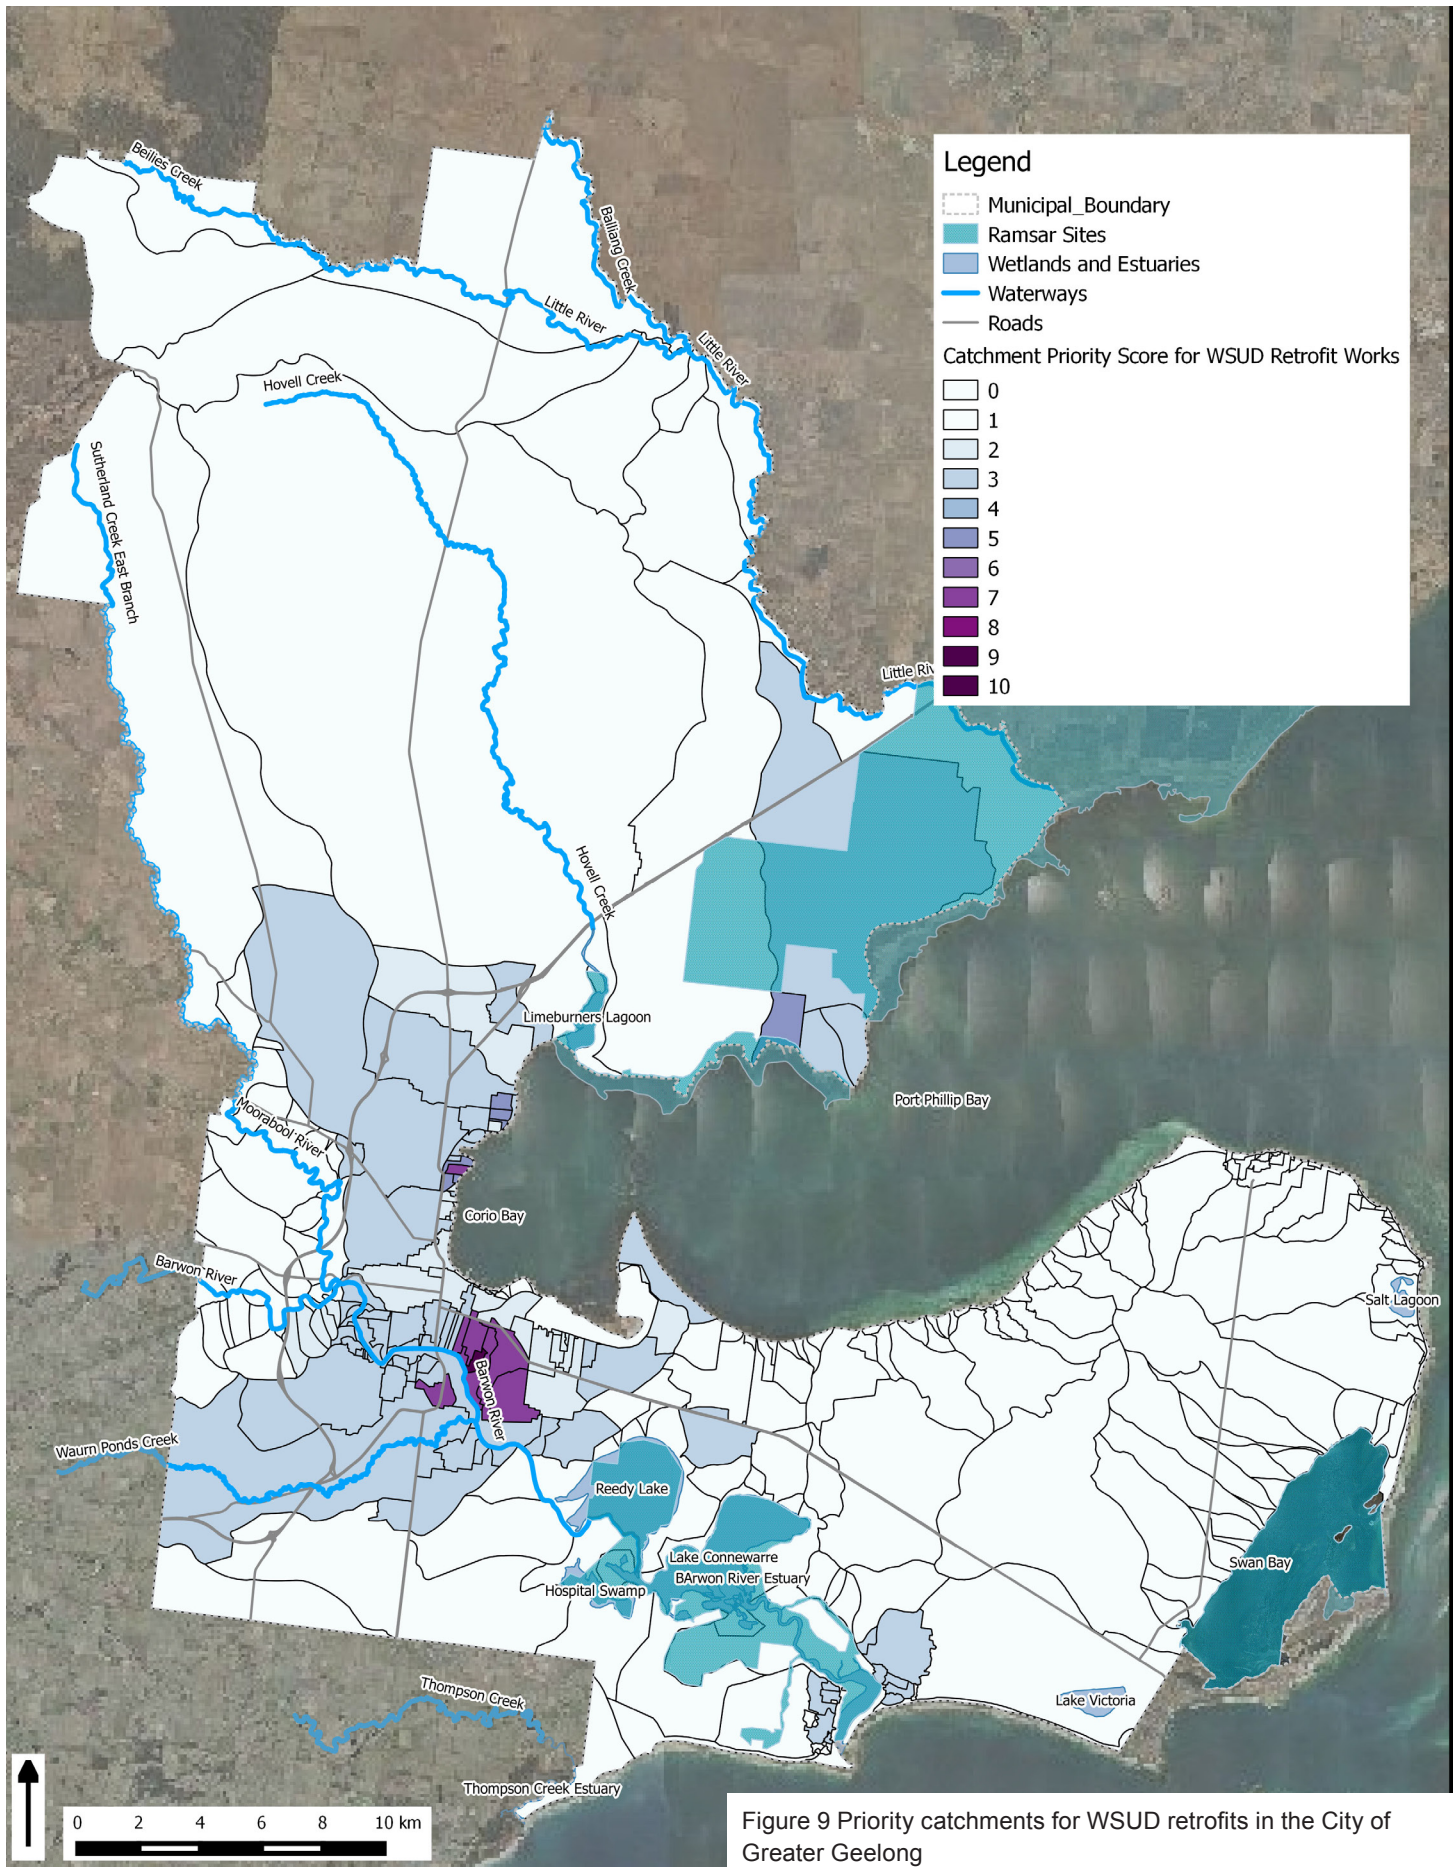 Beilies Creek
Balliang Creek
Little River
Little River
Hovell Creek
Sutherland Creek East Branch
Little Riv
Hovell Creek
Limeburners Lagoon
Port Phillip Bay
Moorabool River
Corio Bay
Barwon River
Salt Lagoon
Barwon River
Waurn Ponds Creek
Reedy Lake
Lake Connewarre
BArwon River Estuary
Hospital Swamp
Swan Bay
Lake Victoria
Thompson Creek
Thompson Creek Estuary
Legend
Municipal_Boundary
Ramsar Sites
Wetlands and Estuaries
Waterways
Roads
Catchment Priority Score for WSUD Retrofit Works
0
1
2
3
4
5
6
7
8
9
10
0 2 4 6 8 10 km
Figure 9 Priority catchments for WSUD retrofits in the City of
Greater Geelong